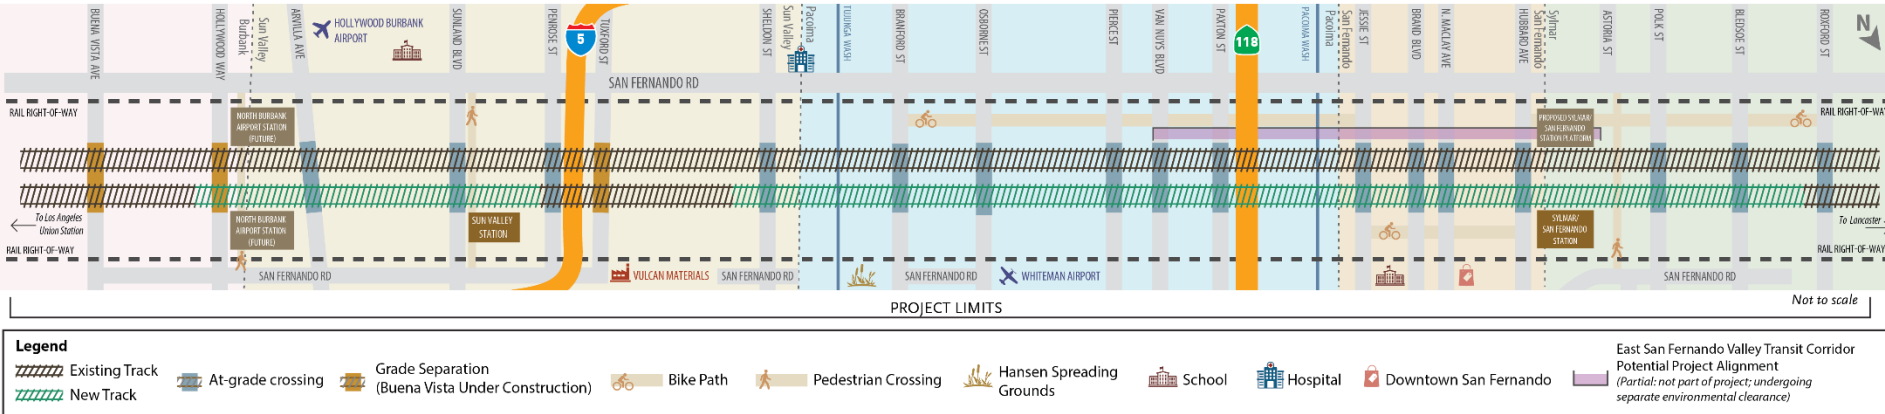 BUENA VISTA AVE
HOLLYWOOD WAY
Burbank
Sun Valley
ARVILLA AVE
HOLLYWOOD BURBANK
AIRPORT
SUNLAND BLVD
PENROSE ST
5
TUXFORD ST
SHELDON ST
Sun Valley
Pacoima
TUJUNGA WASH
BRANFORD ST
OSBORNE ST
PIERCE ST
VAN NUYS BLVD
PAXTON ST
118
PACOIMA WASH
Pacoima
San Fernando
JESSIE ST
BRAND BLVD
N. MACLAY AVE
HUBBARD AVE
San Fernando
Sylmar
ASTORIA ST
POLK ST
BLEDSOE ST
ROXFORD ST
N
SAN FERNANDO RD
RAIL RIGHT-OF-WAY
RAIL RIGHT-OF-WAY
NORTH BURBANK
AIRPORT STATION
(FUTURE)
PROPOSED SYLMAR/
SAN FERNANDO
STATION PLATFORM
To Los Angeles
Union Station
NORTH BURBANK
AIRPORT STATION
(FUTURE)
SUN VALLEY
STATION
SYLMAR/
SAN FERNANDO
STATION
To Lancaster
RAIL RIGHT-OF-WAY
RAIL RIGHT-OF-WAY
SAN FERNANDO RD
VULCAN MATERIALS
SAN FERNANDO RD
SAN FERNANDO RD
WHITEMAN AIRPORT
SAN FERNANDO RD
PROJECT LIMITS
Not to scale
Legend
Existing Track
New Track
At-grade crossing
Grade Separation
(Buena Vista Under Construction)
Bike Path
Pedestrian Crossing
Hansen Spreading
Grounds
School
Hospital
Downtown San Fernando
East San Fernando Valley Transit Corridor
Potential Project Alignment
(Partial: not part of project; undergoing
separate environmental clearance)